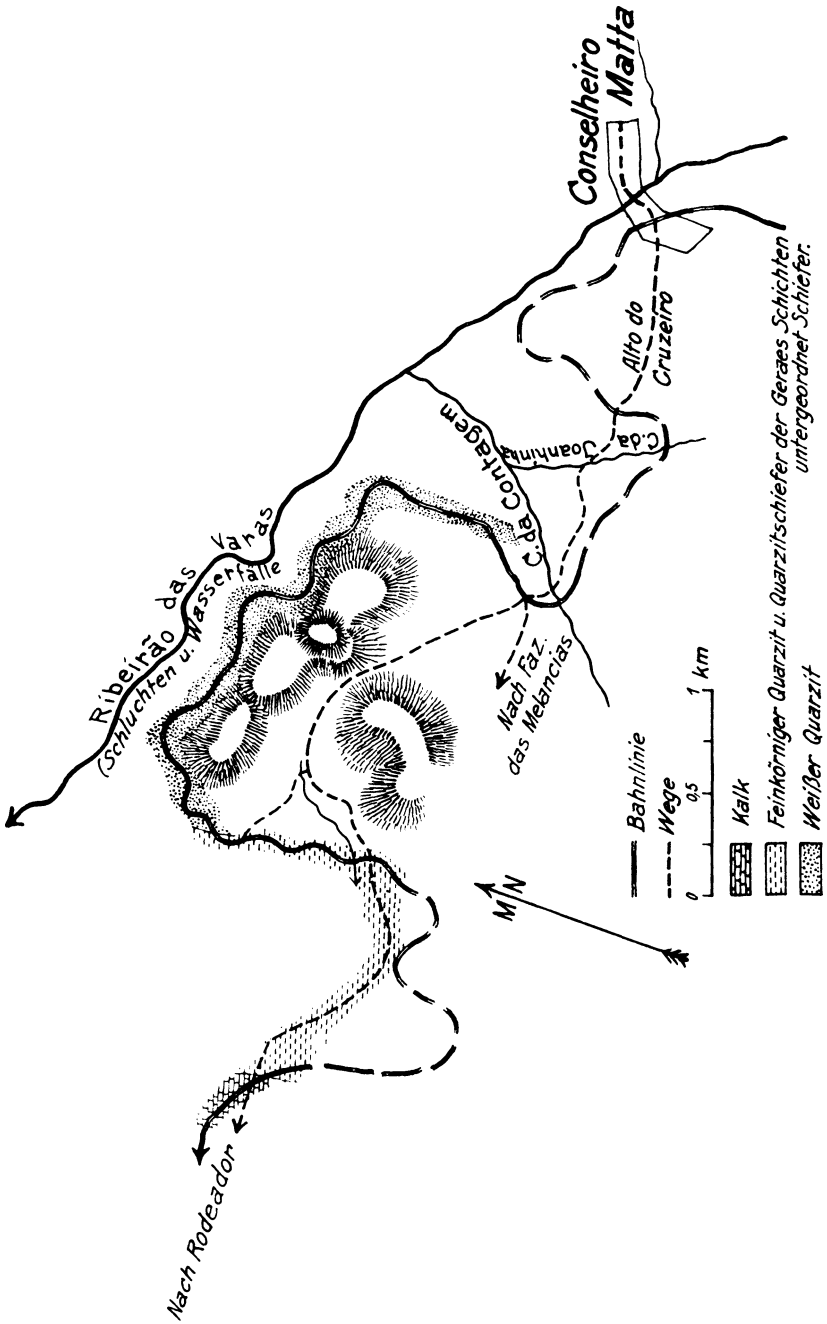 Conselheiro
Matta
Alto do
Cruzeiro
C. da
Joanhinha
C. da Contagem
Ribeirão das Varas
(Schluchten u. Wasserfälle
Nach Faz.
das Melancias
Nach Rodeador
M N
Bahnlinie
Wege
0 0,5 1 km
Kalk
Feinkörniger Quarzit u. Quarzitschiefer der Geraes Schichten
untergeordnet Schiefer.
Weißer Quarzit